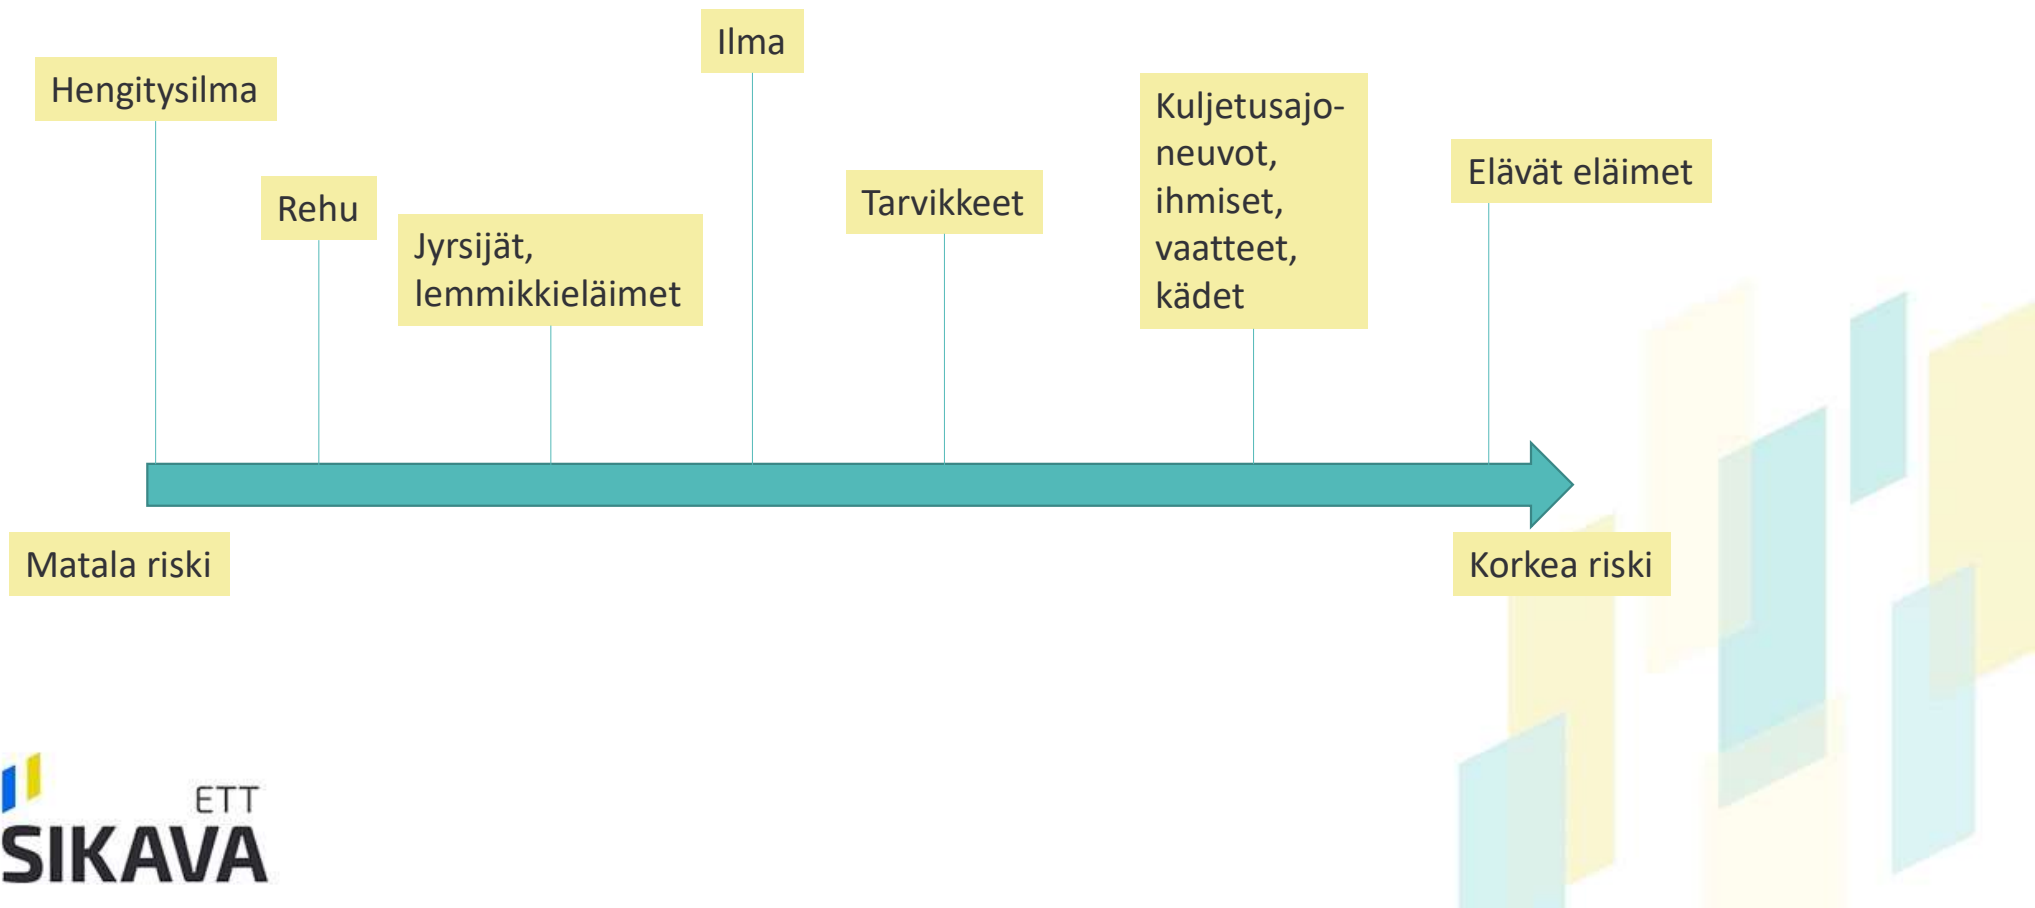 Hengitysilma
Rehu
Jyrsijät,
lemmikkieläimet
Ilma
Tarvikkeet
Kuljetusajo-
neuvot,
ihmiset,
vaatteet,
kädet
Elävät eläimet
Matala riski
Korkea riski
ETT
SIKAVA